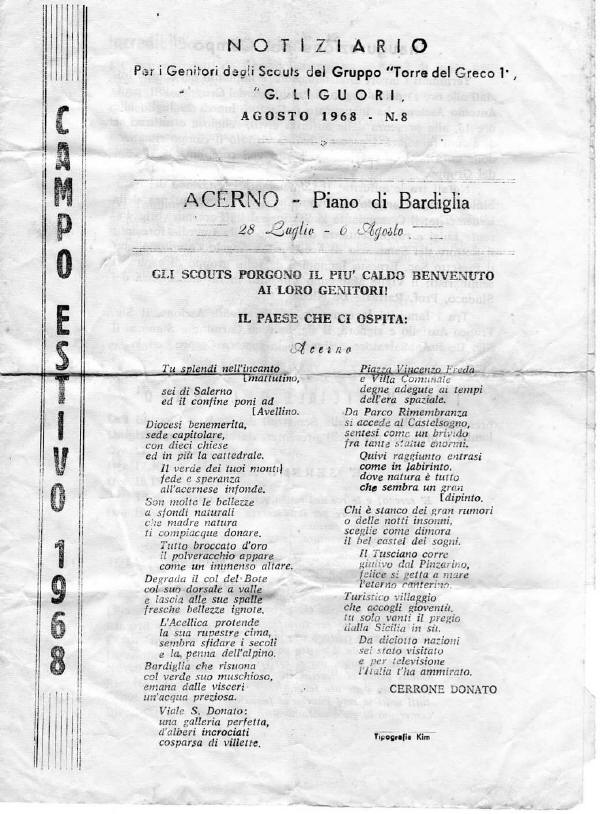 CAMPO ESTIVO 1968
NOTIZIARIO
Per i Genitori degli Scouts del Gruppo "Torre del Greco 1°,
"G. LIGUORI,
AGOSTO 1968 - N.8
ACERNO - Piano di Bardiglia
28 Luglio - 6 Agosto
GLI SCOUTS PORGONO IL PIU' CALDO BENVENUTO
AI LORO GENITORI!
IL PAESE CHE CI OSPITA:
Acerno
Tu splendi nell'incanto
[mattutino,
sei di Salerno
ed il confine poni ad
[Avellino.
Diocesi benemerita,
sede capitolare,
con dieci chiese
ed in più la cattedrale.
Il verde dei tuoi monti
fede e speranza
all'acernese infonde.
Son molte le bellezze
a sfondi naturali
che madre natura
ti compiacque donare.
Tutto broccato d'oro
il polveracchio appare
come un immenso altare.
Degrada il col del Bote
col suo dorsale a valle
e lascia alle sue spalle
fresche bellezze ignote.
L'Acellica protende
la sua rupestre cima,
sembra sfidare i secoli
e la penna dell'alpino.
Bardiglia che risuona
col verde suo muschioso,
emana dalle visceri
un'acqua preziosa.
Viale S. Donato:
una galleria perfetta,
d'alberi incrociati
cosparsa di villette.
Piazza Vincenzo Freda
e Villa Comunale
degne adegute ai tempi
dell'era spaziale.
Da Parco Rimembranza
si accede al Castelsogno,
sentesi come un brivido
fra tante statue enormi.
Quivi raggiunto entrasi
come in labirinto.
dove natura è tutto
che sembra un gran
[dipinto.
Chi è stanco dei gran rumori
o delle notti insonni,
sceglie come dimora
il bel castel dei sogni.
Il Tusciano corre
giulivo dal Pinzarino,
felice si getta a mare
l'eterno canterino.
Turistico villaggio
che accogli gioventù.
tu solo vanti il pregio
dalla Sicilia in sù.
Da diciotto nazioni
sei stato visitato
e per televisione
l'Italia t'ha ammirato.
CERRONE DONATO
Tipografia Kim